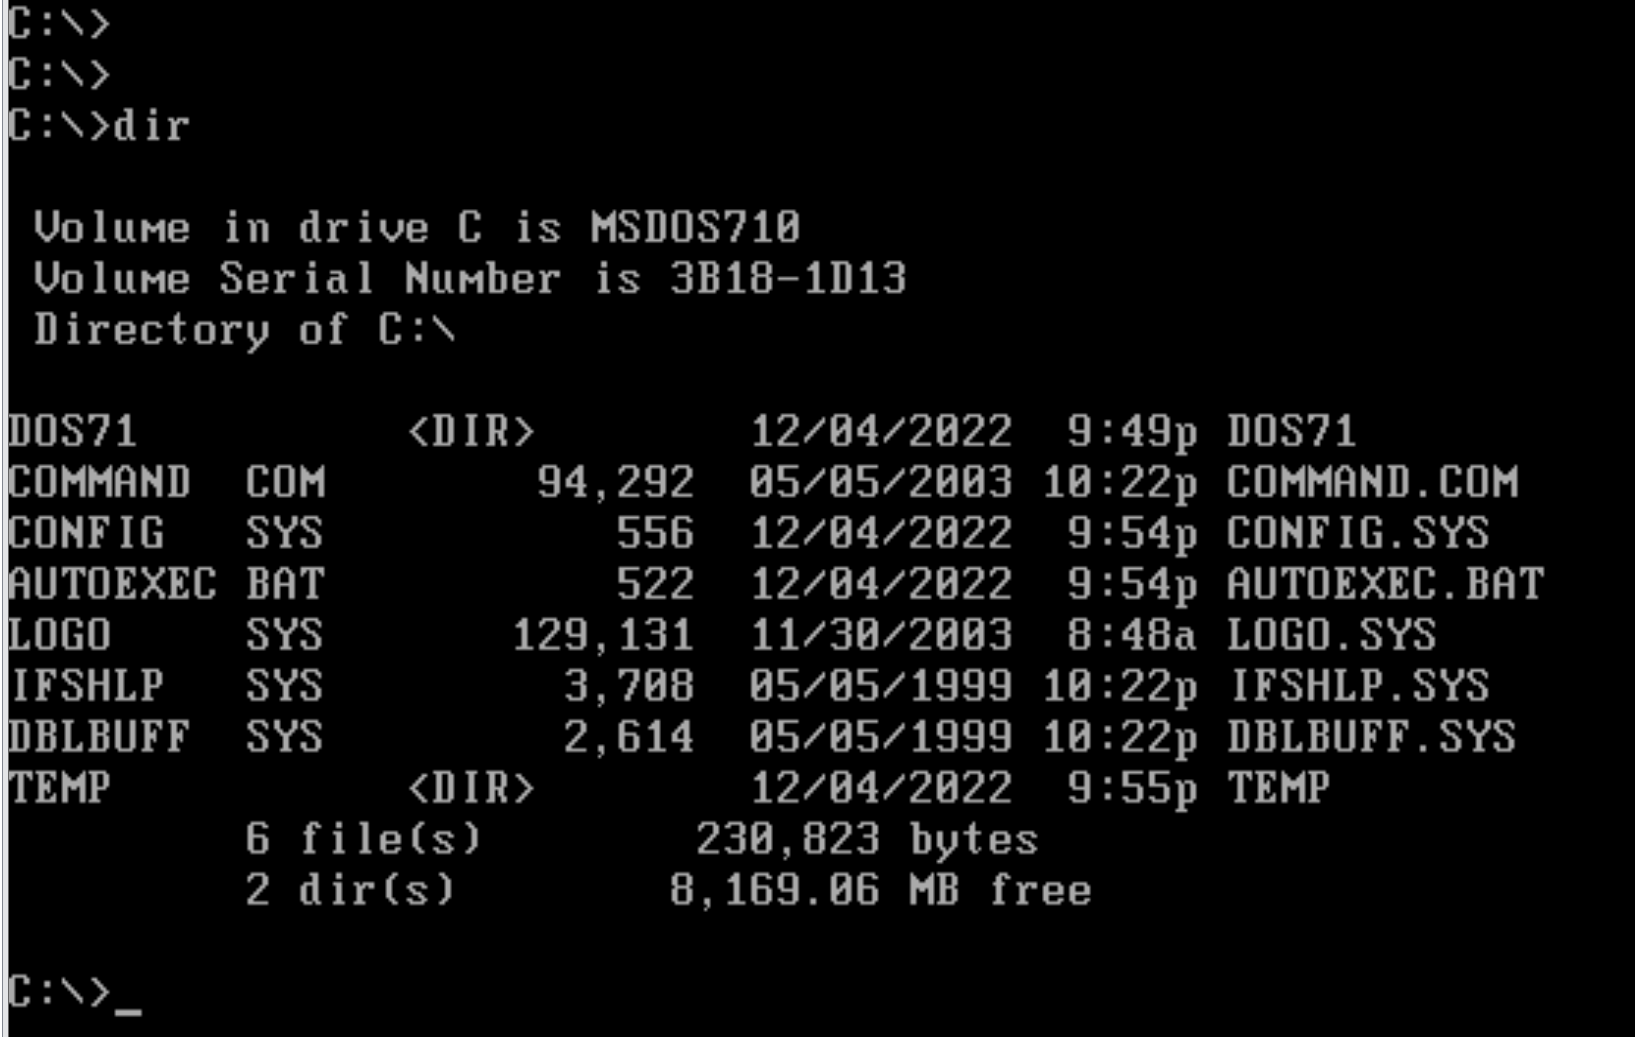 C:\>
C:\>
C:\>dir
Volume in drive C is MSDOS710
Volume Serial Number is 3B18-1D13
Directory of C:\
DOS71 <DIR> 12/04/2022 9:49p DOS71
COMMAND COM 94,292 05/05/2003 10:22p COMMAND.COM
CONFIG SYS 556 12/04/2022 9:54p CONFIG.SYS
AUTOEXEC BAT 522 12/04/2022 9:54p AUTOEXEC.BAT
LOGO SYS 129,131 11/30/2003 8:48a LOGO.SYS
IFSHLP SYS 3,708 05/05/1999 10:22p IFSHLP.SYS
DBLBUFF SYS 2,614 05/05/1999 10:22p DBLBUFF.SYS
TEMP <DIR> 12/04/2022 9:55p TEMP
6 file(s) 230,823 bytes
2 dir(s) 8,169.06 MB free
C:\>_